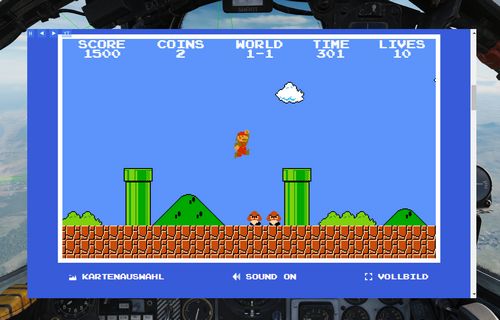 SCORE COINS WORLD TIME LIVES
1500 2 1-1 301 10
KARTENAUSWAHL SOUND ON VOLLBILD